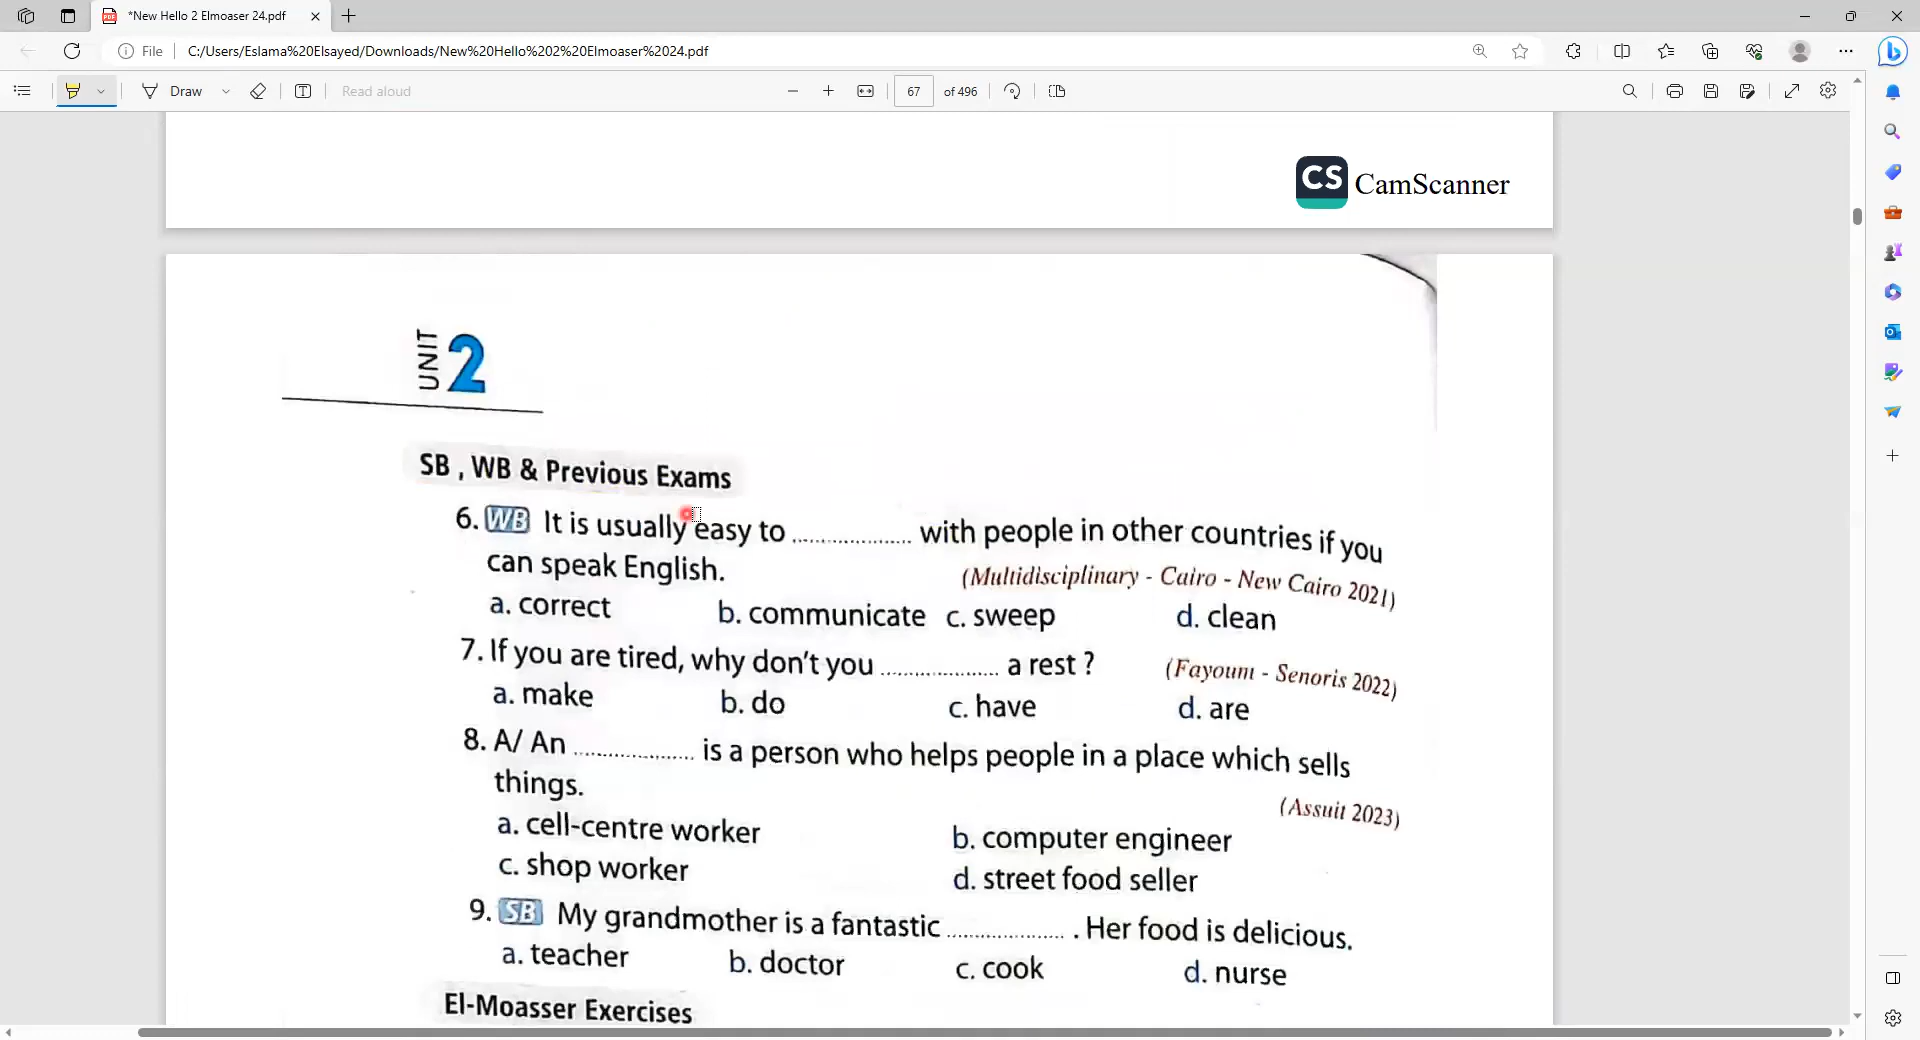 *New Hello 2 Elmoaser 24.pdf
File C:/Users/Eslama%20Elsayed/Downloads/New%20Hello%202%20Elmoaser%2024.pdf
Draw Read aloud 67 of 496
CS CamScanner
UNIT 2
SB , WB & Previous Exams
6. WB It is usually easy to .................. with people in other countries if you
can speak English. (Multidisciplinary - Cairo - New Cairo 2021)
a. correct b. communicate c. sweep d. clean
7. If you are tired, why don't you .................. a rest ? (Fayoum - Senoris 2022)
a. make b. do c. have d. are
8. A/ An .................. is a person who helps people in a place which sells
things. (Assuit 2023)
a. cell-centre worker b. computer engineer
c. shop worker d. street food seller
9. SB My grandmother is a fantastic .................. . Her food is delicious.
a. teacher b. doctor c. cook d. nurse
El-Moasser Exercises